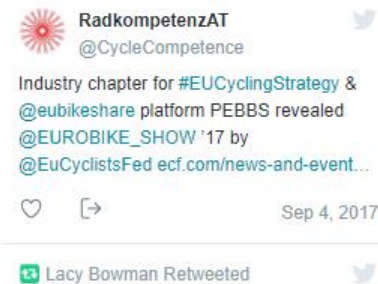 RadkompetenzAT
@CycleCompetence
Industry chapter for #EUCyclingStrategy &
@eubikeshare platform PEBBS revealed
@EUROBIKE_SHOW '17 by
@EuCyclistsFed ecf.com/news-and-event…
Sep 4, 2017
Lacy Bowman Retweeted